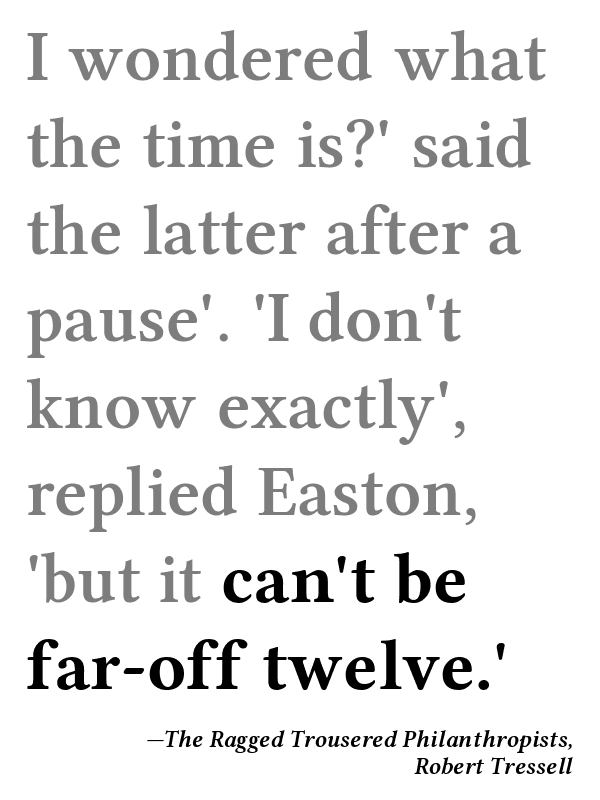 I wondered what
the time is?' said
the latter after a
pause'. 'I don't
know exactly',
replied Easton,
'but it can't be
far-off twelve.'
—The Ragged Trousered Philanthropists,
Robert Tressell